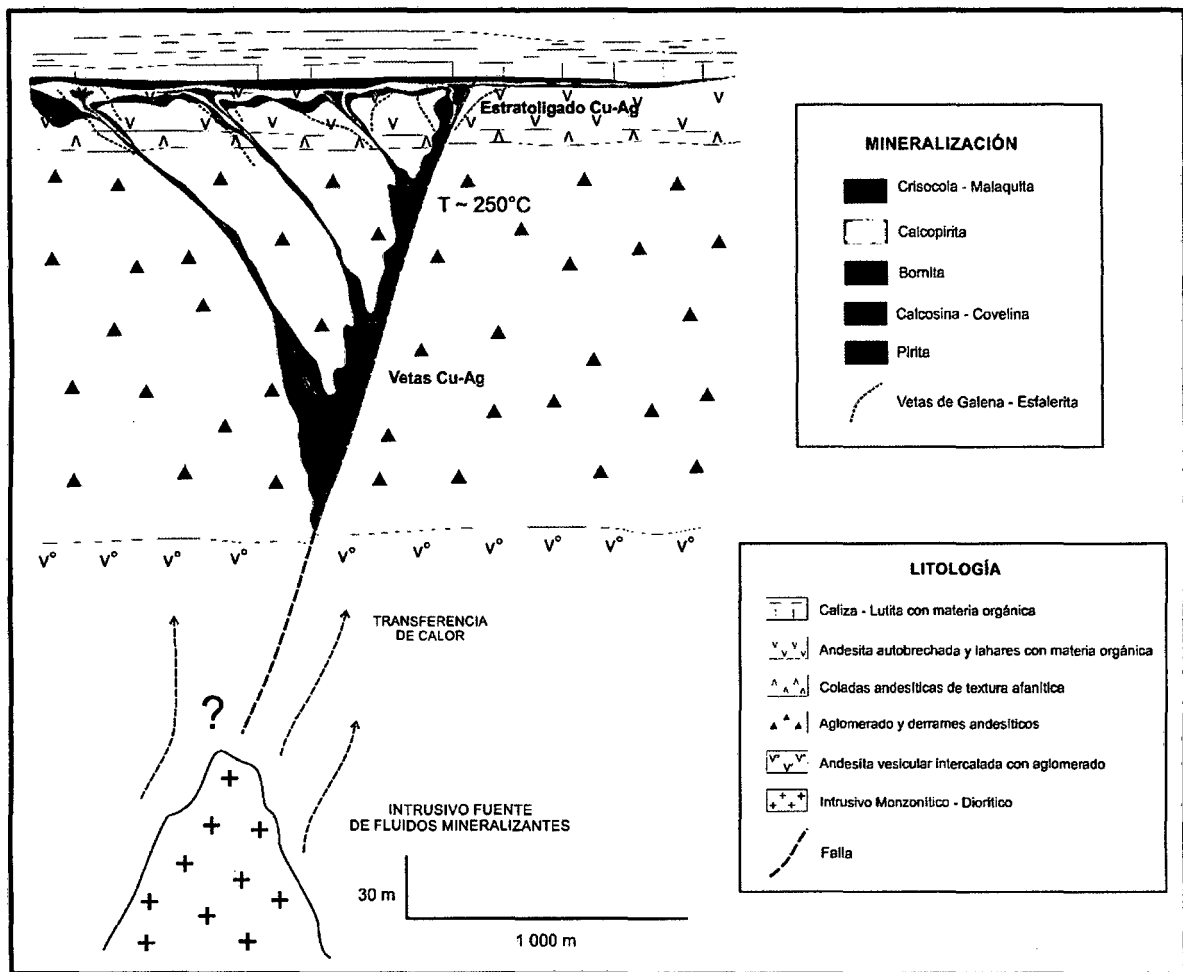 Estratoligado Cu-Ag
T ~ 250°C
Vetas Cu-Ag
TRANSFERENCIA
DE CALOR
?
INTRUSIVO FUENTE
DE FLUIDOS MINERALIZANTES
30 m
1 000 m
MINERALIZACIÓN
Crisocola - Malaquita
Calcopirita
Bornita
Calcosina - Covelina
Pirita
Vetas de Galena - Esfalerita
LITOLOGÍA
Caliza - Lutita con materia orgánica
Andesita autobrechada y lahares con materia orgánica
Coladas andesíticas de textura afanítica
Aglomerado y derrames andesíticos
Andesita vesicular intercalada con aglomerado
Intrusivo Monzonítico - Diorítico
Falla